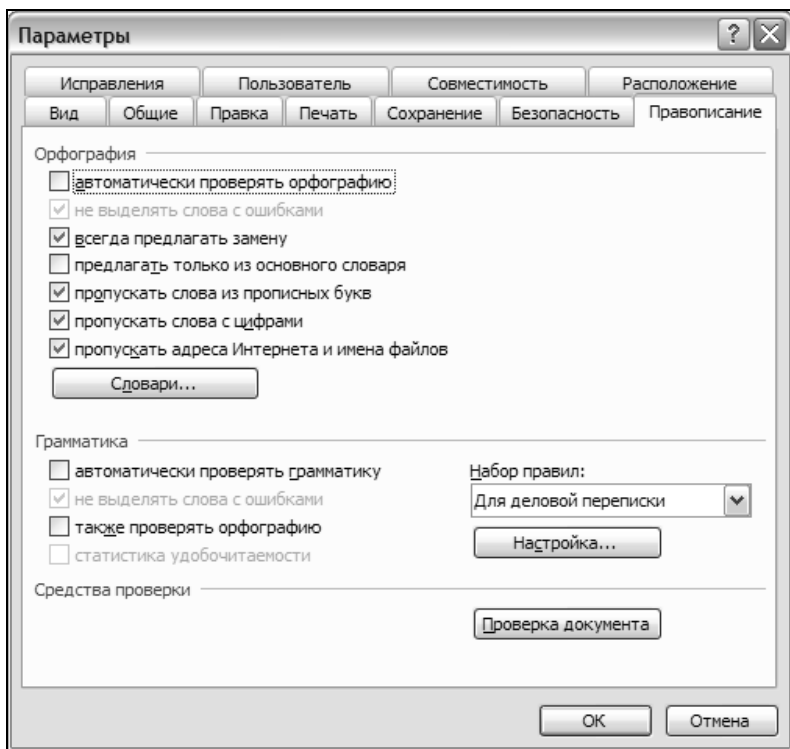 Параметры
Исправления Пользователь Совместимость Расположение
Вид Общие Правка Печать Сохранение Безопасность Правописание
Орфография
автоматически проверять орфографию
не выделять слова с ошибками
всегда предлагать замену
предлагать только из основного словаря
пропускать слова из прописных букв
пропускать слова с цифрами
пропускать адреса Интернета и имена файлов
Словари...
Грамматика
автоматически проверять грамматику Набор правил:
не выделять слова с ошибками Для деловой переписки
также проверять орфографию
статистика удобочитаемости Настройка...
Средства проверки
Проверка документа
ОК Отмена